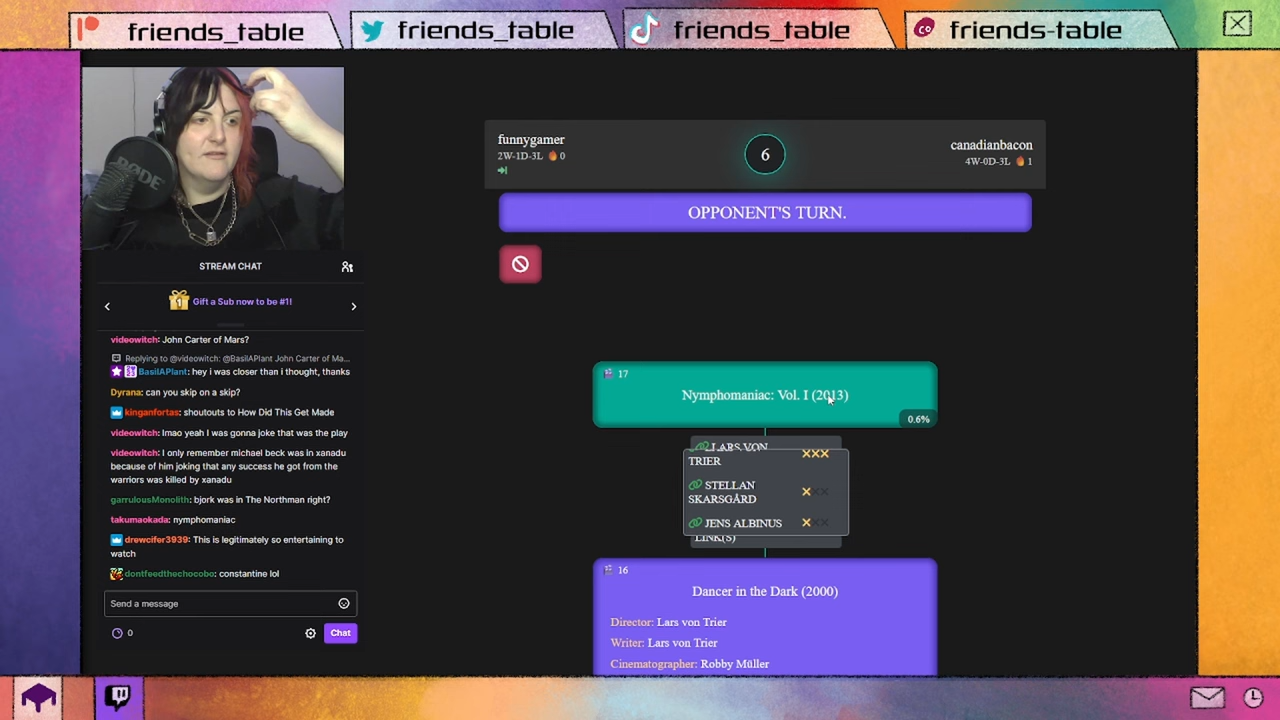 friends_table
friends_table
friends_table
friends-table
RØDE
STREAM CHAT
1
Gift a Sub now to be #1!
videowitch: John Carter of Mars?
Replying to @videowitch: @BasilAPlant John Carter of Ma...
BasilAPlant: hey i was closer than i thought, thanks
Dyrana: can you skip on a skip?
kinganfortas: shoutouts to How Did This Get Made
videowitch: lmao yeah I was gonna joke that was the play
videowitch: I only remember michael beck was in xanadu
because of him joking that any success he got from the
warriors was killed by xanadu
garrulousMonolith: bjork was in The Northman right?
takumaokada: nymphomaniac
drewcifer3939: This is legitimately so entertaining to
watch
dontfeedthechocobo: constantine lol
Send a message
0
Chat
funnygamer
2W-1D-3L 0
6
canadianbacon
4W-0D-3L 1
OPPONENT'S TURN.
17
Nymphomaniac: Vol. I (2013)
0.6%
LARS VON
TRIER
STELLAN
SKARSGÅRD
JENS ALBINUS
LINK(S)
16
Dancer in the Dark (2000)
Director: Lars von Trier
Writer: Lars von Trier
Cinematographer: Robby Müller